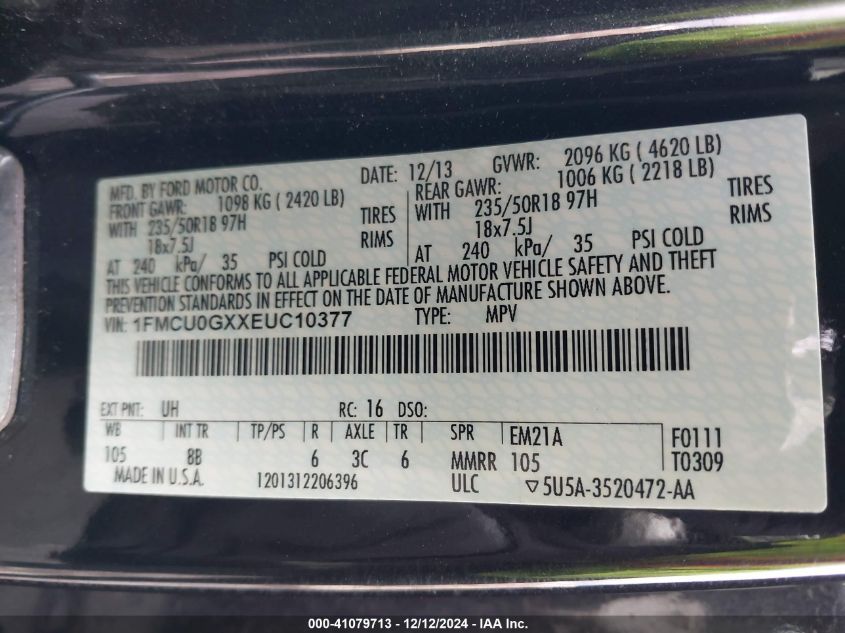 MFD. BY FORD MOTOR CO.
DATE: 12/13
GVWR: 2096 KG ( 4620 LB)
FRONT GAWR: 1098 KG ( 2420 LB)
REAR GAWR: 1006 KG ( 2218 LB)
WITH 235/50R18 97H TIRES
WITH 235/50R18 97H TIRES
18x7.5J RIMS
18x7.5J RIMS
AT 240 kPa/ 35 PSI COLD
AT 240 kPa/ 35 PSI COLD
THIS VEHICLE CONFORMS TO ALL APPLICABLE FEDERAL MOTOR VEHICLE SAFETY AND THEFT
PREVENTION STANDARDS IN EFFECT ON THE DATE OF MANUFACTURE SHOWN ABOVE.
VIN: 1FMCU0GXXEUC10377 TYPE: MPV
EXT PNT: UH RC: 16 DSO:
WB INT TR TP/PS R AXLE TR SPR EM21A F0111
105 8B 6 3C 6 MMRR 105 T0309
MADE IN U.S.A. 1201312206396 ULC ▽5U5A-3520472-AA
000-41079713 - 12/12/2024 - IAA Inc.